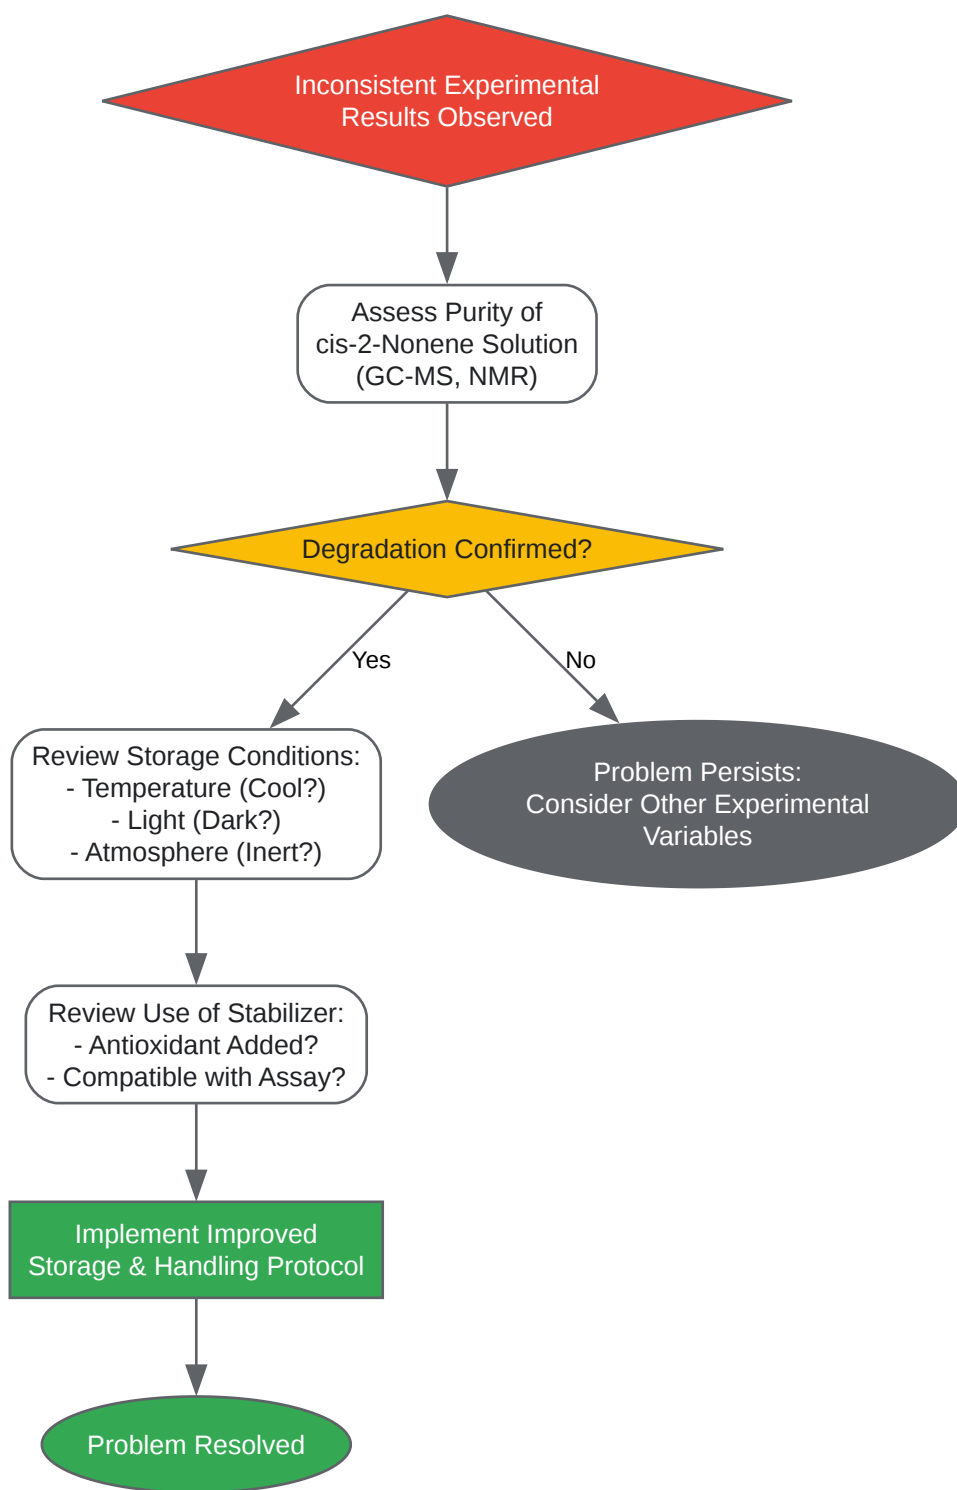 Inconsistent Experimental
Results Observed
Assess Purity of
cis-2-Nonene Solution
(GC-MS, NMR)
Degradation Confirmed?
Yes
No
Review Storage Conditions:
- Temperature (Cool?)
- Light (Dark?)
- Atmosphere (Inert?)
Problem Persists:
Consider Other Experimental
Variables
Review Use of Stabilizer:
- Antioxidant Added?
- Compatible with Assay?
Implement Improved
Storage & Handling Protocol
Problem Resolved